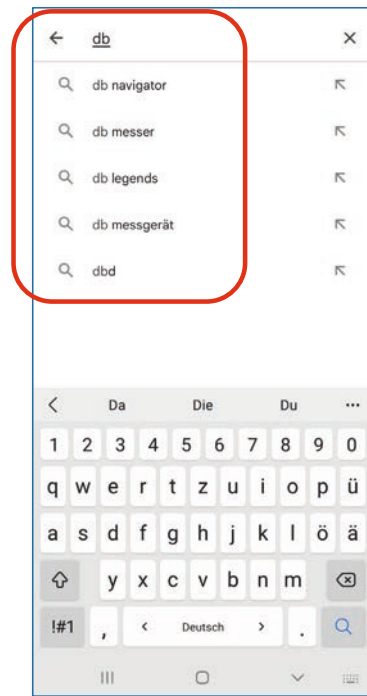 db
db navigator
db messer
db legends
db messgerät
dbd
Da Die Du
1 2 3 4 5 6 7 8 9 0
q w e r t z u i o p ü
a s d f g h j k l ö ä
y x c v b n m
!#1 , < Deutsch > .